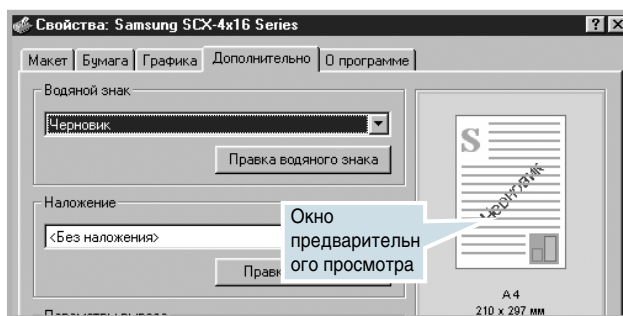 Свойства: Samsung SCX-4x16 Series
Макет Бумага Графика Дополнительно О программе
Водяной знак
Черновик
Правка водяного знака
Наложение
<Без наложения>
Окно
предварительн
ого просмотра
S
ЧЕРНОВИК
A4
210 x 297 мм